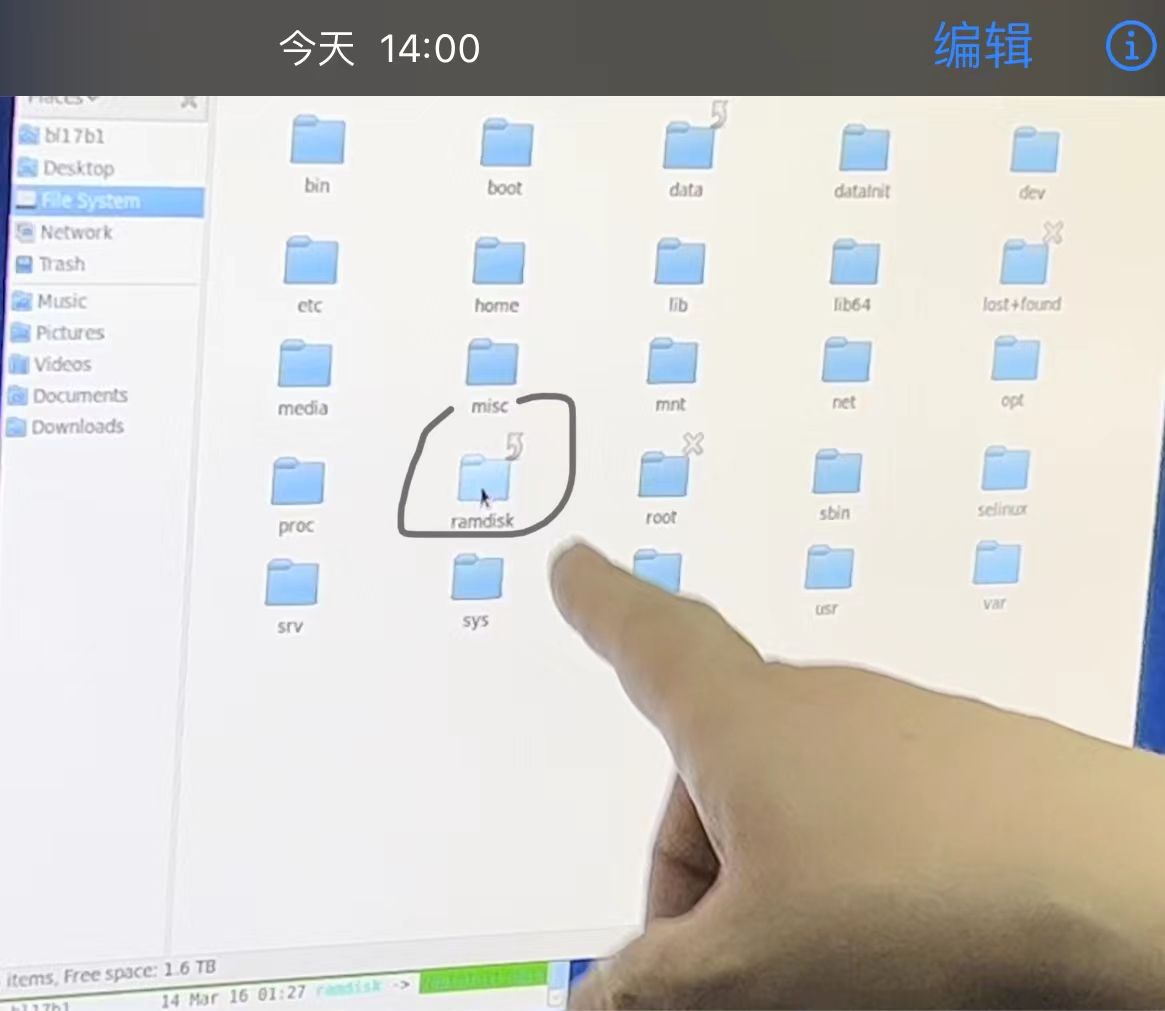 今天 14:00
编辑
Places
bl17b1
Desktop
File System
Network
Trash
Music
Pictures
Videos
Documents
Downloads
bin boot data dataInit dev
etc home lib lib64 lost+found
media misc mnt net opt
proc ramdisk root sbin selinux
srv sys usr var
items, Free space: 1.6 TB
bl17b1 14 Mar 16 01:27 ramdisk ->